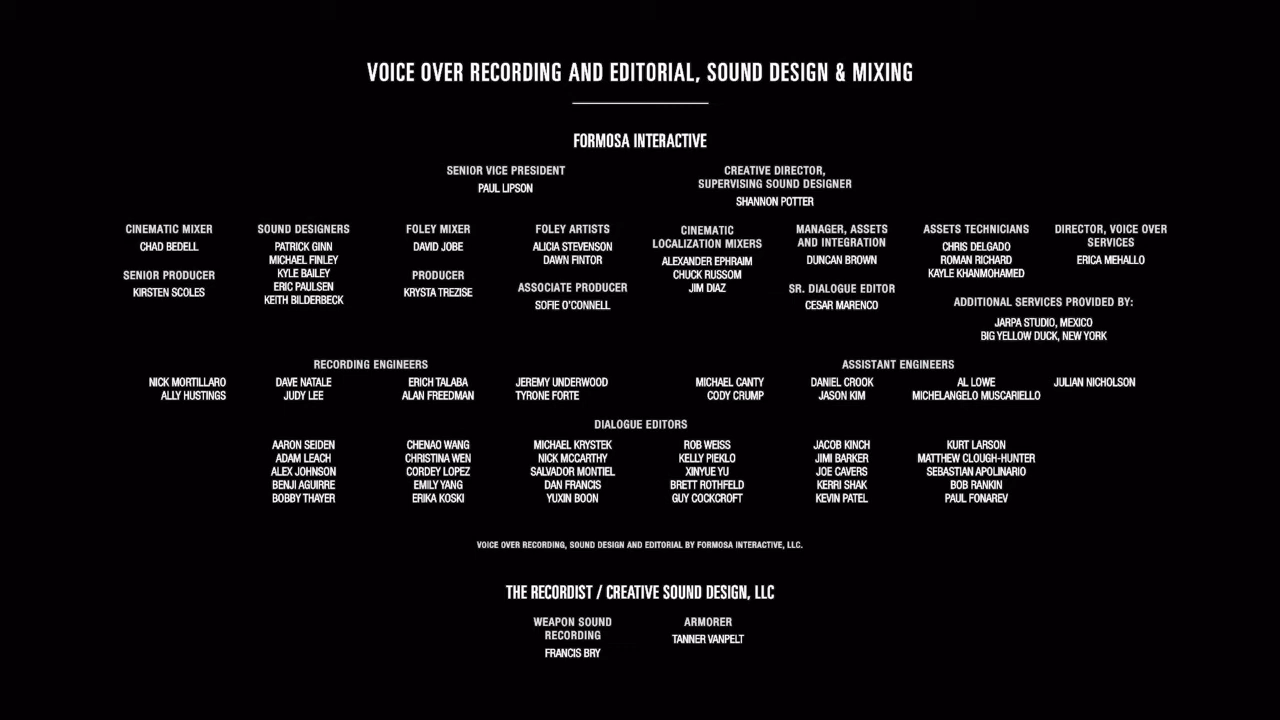 VOICE OVER RECORDING AND EDITORIAL, SOUND DESIGN & MIXING
FORMOSA INTERACTIVE
SENIOR VICE PRESIDENT
PAUL LIPSON
CREATIVE DIRECTOR,
SUPERVISING SOUND DESIGNER
SHANNON POTTER
CINEMATIC MIXER
CHAD BEDELL
SENIOR PRODUCER
KIRSTEN SCOLES
SOUND DESIGNERS
PATRICK GINN
MICHAEL FINLEY
KYLE BAILEY
ERIC PAULSEN
KEITH BILDERBECK
FOLEY MIXER
DAVID JOBE
PRODUCER
KRYSTA TREZISE
FOLEY ARTISTS
ALICIA STEVENSON
DAWN FINTOR
ASSOCIATE PRODUCER
SOFIE O'CONNELL
CINEMATIC
LOCALIZATION MIXERS
ALEXANDER EPHRAIM
CHUCK RUSSOM
JIM DIAZ
MANAGER, ASSETS
AND INTEGRATION
DUNCAN BROWN
SR. DIALOGUE EDITOR
CESAR MARENCO
ASSETS TECHNICIANS
CHRIS DELGADO
ROMAN RICHARD
KAYLE KHANMOHAMED
DIRECTOR, VOICE OVER
SERVICES
ERICA MEHALLO
ADDITIONAL SERVICES PROVIDED BY:
JARPA STUDIO, MEXICO
BIG YELLOW DUCK, NEW YORK
RECORDING ENGINEERS
NICK MORTILLARO
ALLY HUSTINGS
DAVE NATALE
JUDY LEE
ERICH TALABA
ALAN FREEDMAN
JEREMY UNDERWOOD
TYRONE FORTE
ASSISTANT ENGINEERS
MICHAEL CANTY
CODY CRUMP
DANIEL CROOK
JASON KIM
AL LOWE
MICHELANGELO MUSCARIELLO
JULIAN NICHOLSON
DIALOGUE EDITORS
AARON SEIDEN
ADAM LEACH
ALEX JOHNSON
BENJI AGUIRRE
BOBBY THAYER
CHENAO WANG
CHRISTINA WEN
CORDEY LOPEZ
EMILY YANG
ERIKA KOSKI
MICHAEL KRYSTEK
NICK MCCARTHY
SALVADOR MONTIEL
DAN FRANCIS
YUXIN BOON
ROB WEISS
KELLY PIEKLO
XINYUE YU
BRETT ROTHFELD
GUY COCKCROFT
JACOB KINCH
JIMI BARKER
JOE CAVERS
KERRI SHAK
KEVIN PATEL
KURT LARSON
MATTHEW CLOUGH-HUNTER
SEBASTIAN APOLINARIO
BOB RANKIN
PAUL FONAREV
VOICE OVER RECORDING, SOUND DESIGN AND EDITORIAL BY FORMOSA INTERACTIVE, LLC.
THE RECORDIST / CREATIVE SOUND DESIGN, LLC
WEAPON SOUND
RECORDING
FRANCIS BRY
ARMORER
TANNER VANPELT